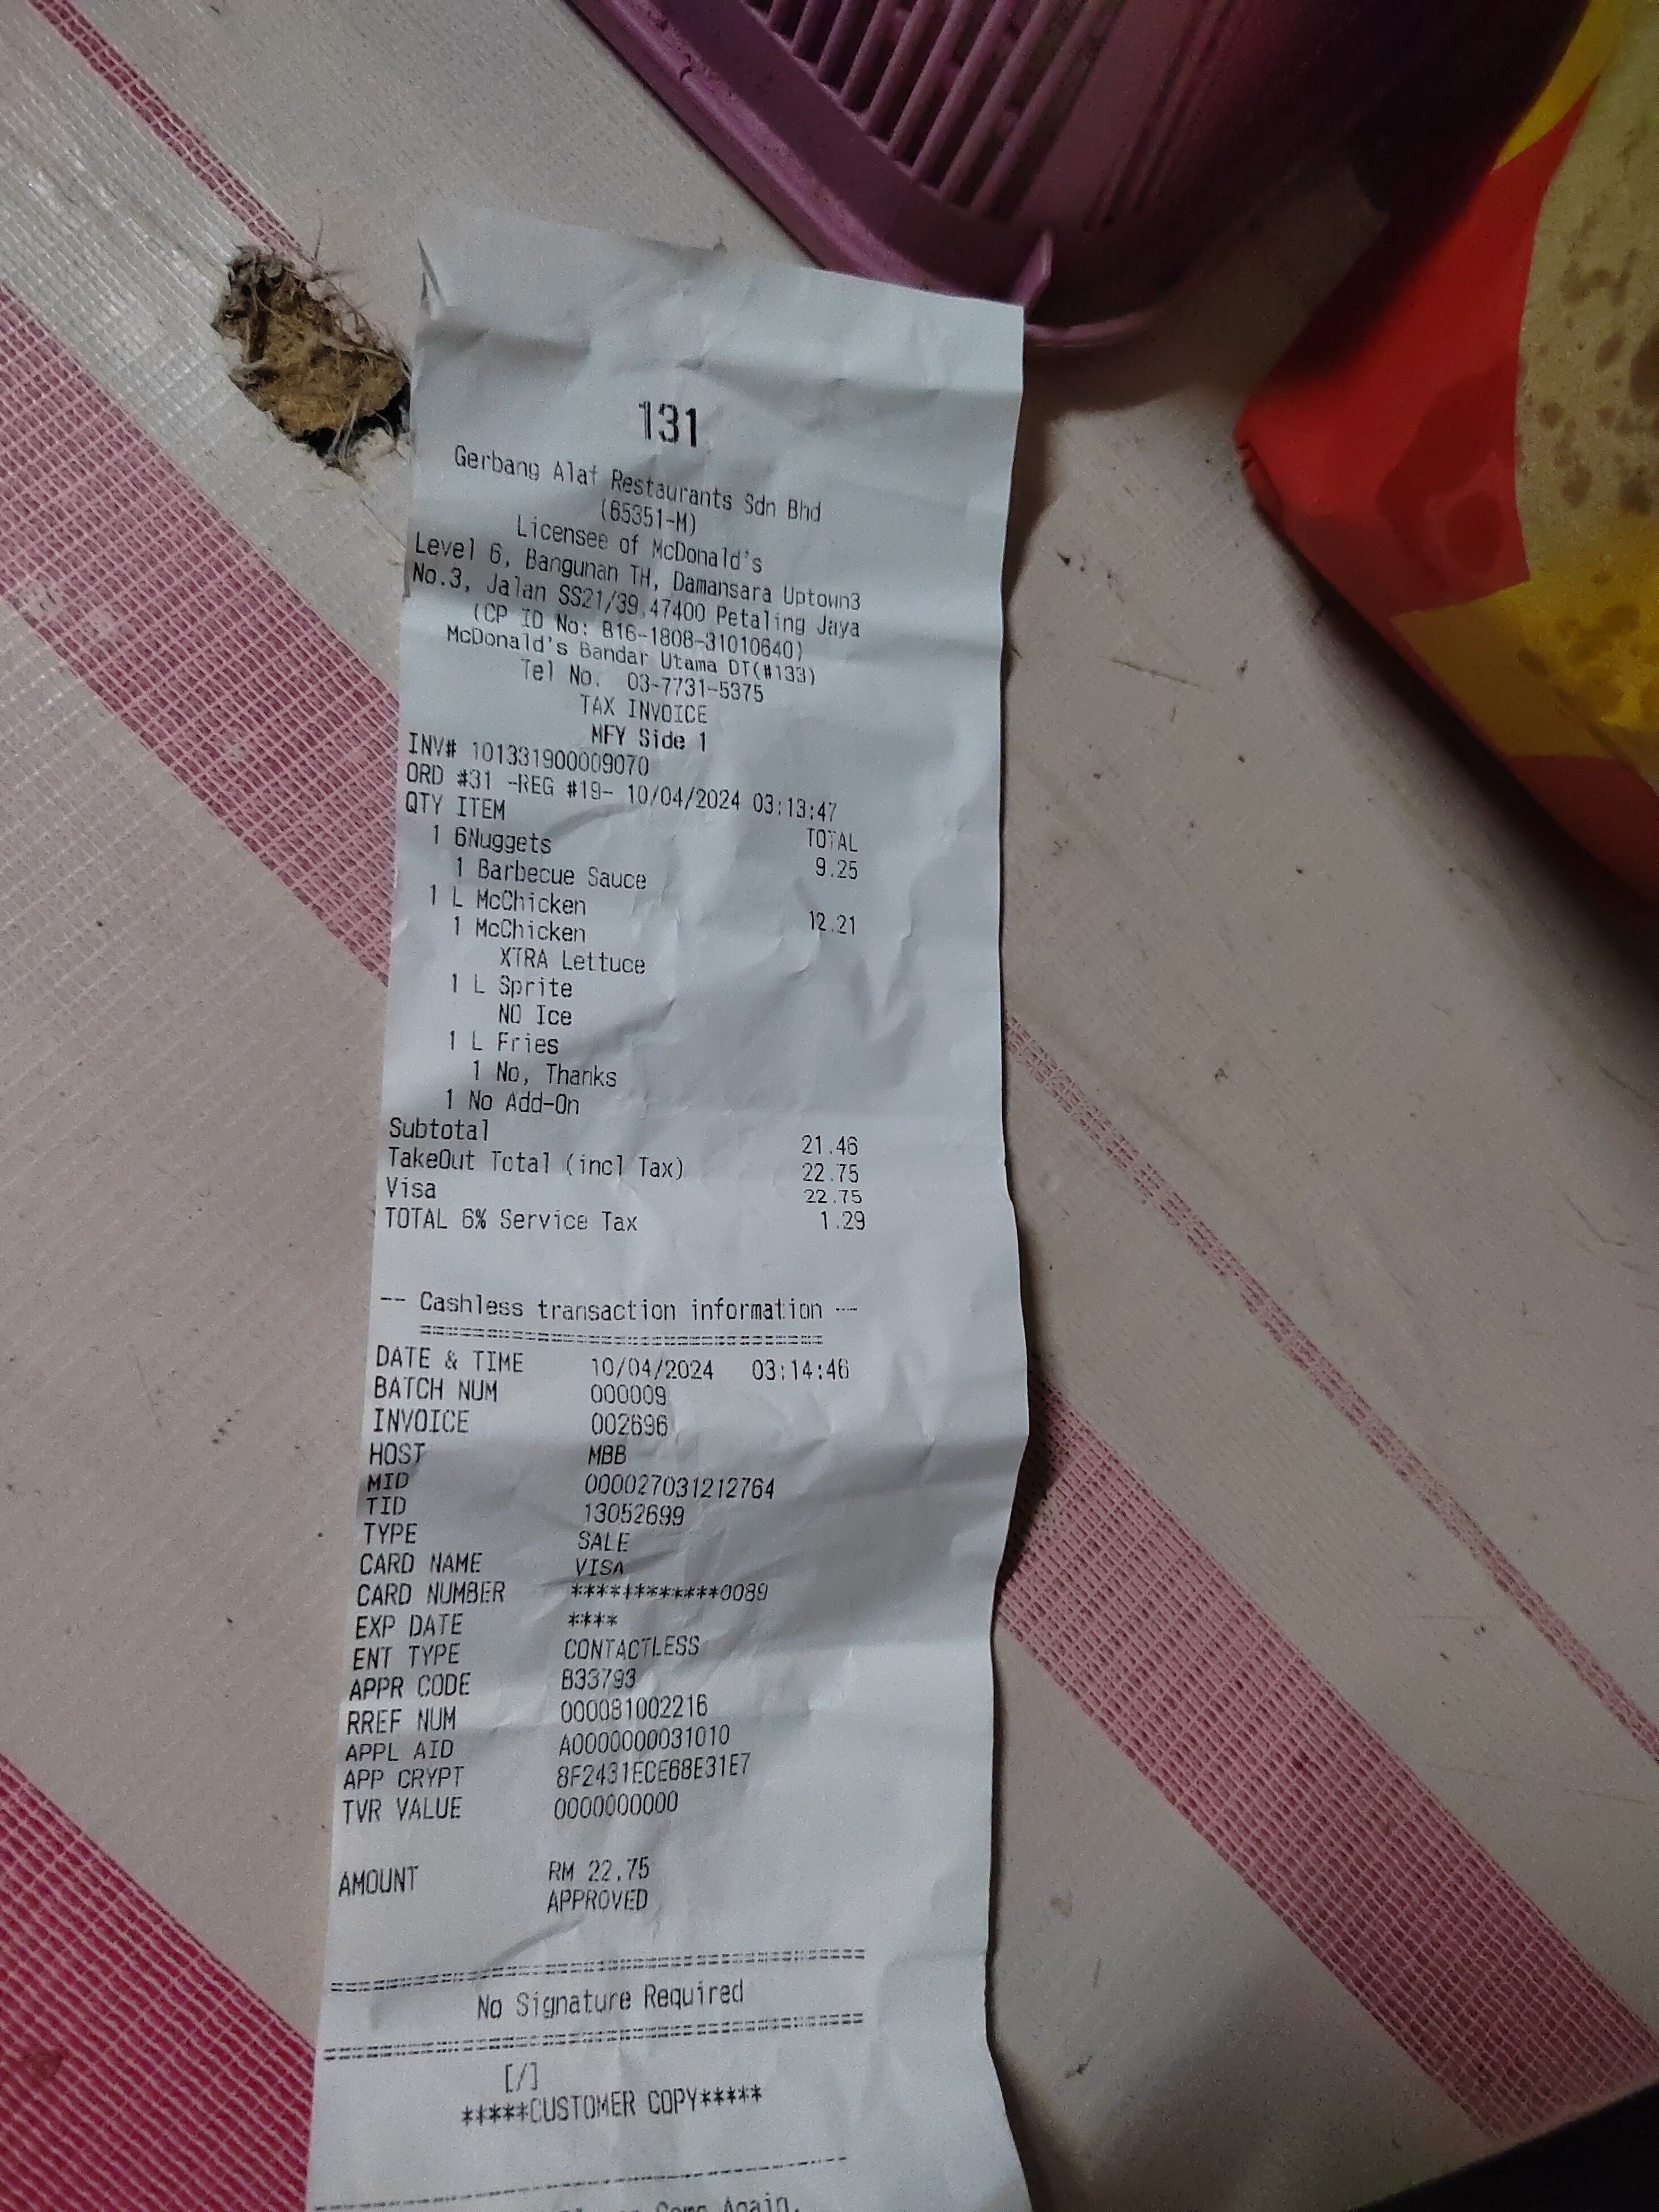 131
Gerbang Alaf Restaurants Sdn Bhd
(65351-M)
Licensee of McDonald's
Level 6, Bangunan TH, Damansara Uptown3
No.3, Jalan SS21/39,47400 Petaling Jaya
(CP ID No: B16-1808-31010640)
McDonald's Bandar Utama DT(#133)
Tel No. 03-7731-5375
TAX INVOICE
MFY Side 1
INV# 101331900009070
ORD #31 -REG #19- 10/04/2024 03:13:47
QTY ITEM TOTAL
1 6Nuggets 9.25
1 Barbecue Sauce
1 L McChicken 12.21
1 McChicken
XTRA Lettuce
1 L Sprite
NO Ice
1 L Fries
1 No, Thanks
1 No Add-On
Subtotal 21.46
TakeOut Total (incl Tax) 22.75
Visa 22.75
TOTAL 6% Service Tax 1.29
-- Cashless transaction information --
========================================
DATE & TIME 10/04/2024 03:14:46
BATCH NUM 000009
INVOICE 002696
HOST MBB
MID 000027031212764
TID 13052699
TYPE SALE
CARD NAME VISA
CARD NUMBER ************0089
EXP DATE ****
ENT TYPE CONTACTLESS
APPR CODE B33793
RREF NUM 000081002216
APPL AID A0000000031010
APP CRYPT 8F2431ECE68E31E7
TVR VALUE 0000000000
AMOUNT RM 22.75
APPROVED
========================================
No Signature Required
========================================
[/]
*****CUSTOMER COPY*****
----------------------------------------
Come Again.